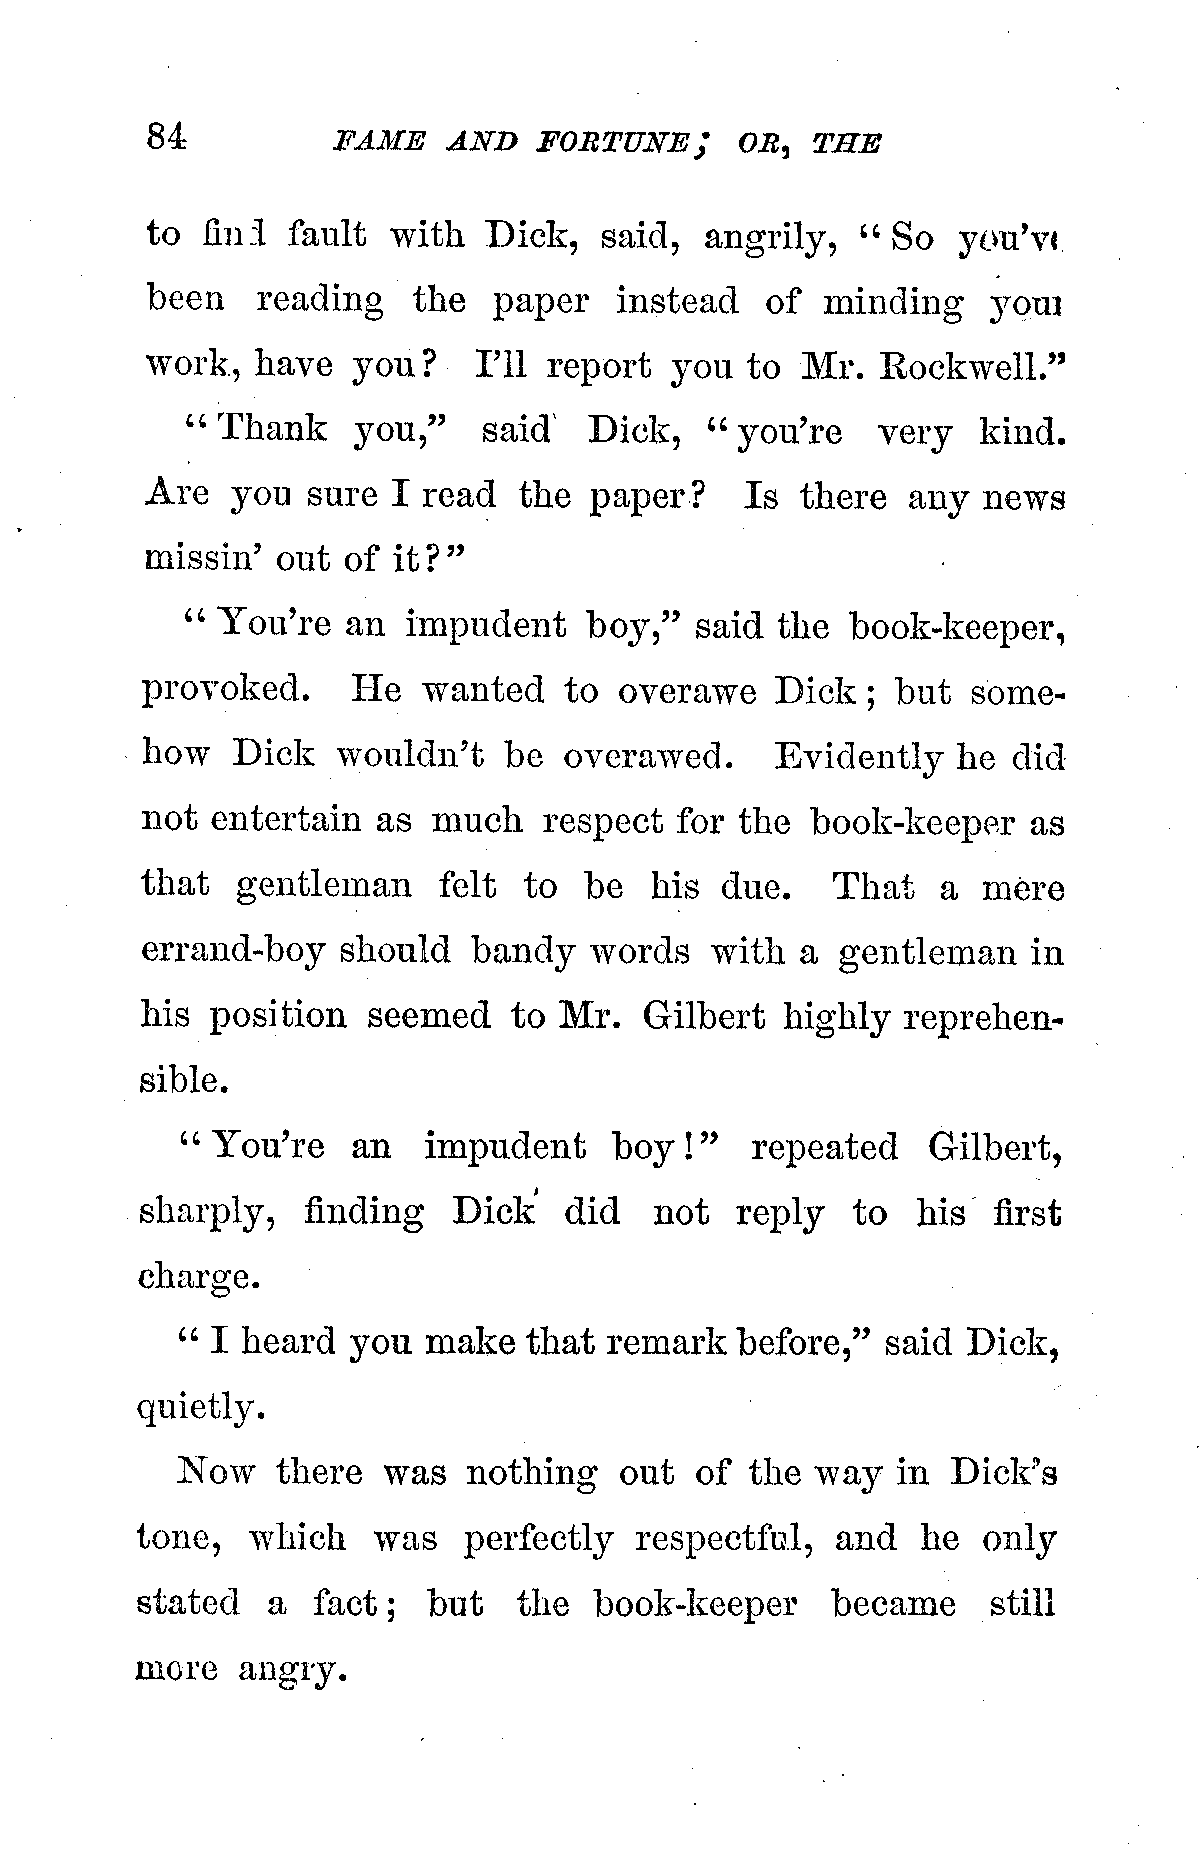 84 FAME AND FORTUNE; OR, THE
to find fault with Dick, said, angrily, "So you've
been reading the paper instead of minding your
work, have you? I'll report you to Mr. Rockwell."
"Thank you," said Dick, "you're very kind.
Are you sure I read the paper? Is there any news
missin' out of it?"
"You're an impudent boy," said the book-keeper,
provoked. He wanted to overawe Dick; but some-
how Dick wouldn't be overawed. Evidently he did
not entertain as much respect for the book-keeper as
that gentleman felt to be his due. That a mere
errand-boy should bandy words with a gentleman in
his position seemed to Mr. Gilbert highly reprehen-
sible.
"You're an impudent boy!" repeated Gilbert,
sharply, finding Dick did not reply to his first
charge.
"I heard you make that remark before," said Dick,
quietly.
Now there was nothing out of the way in Dick's
tone, which was perfectly respectful, and he only
stated a fact; but the book-keeper became still
more angry.